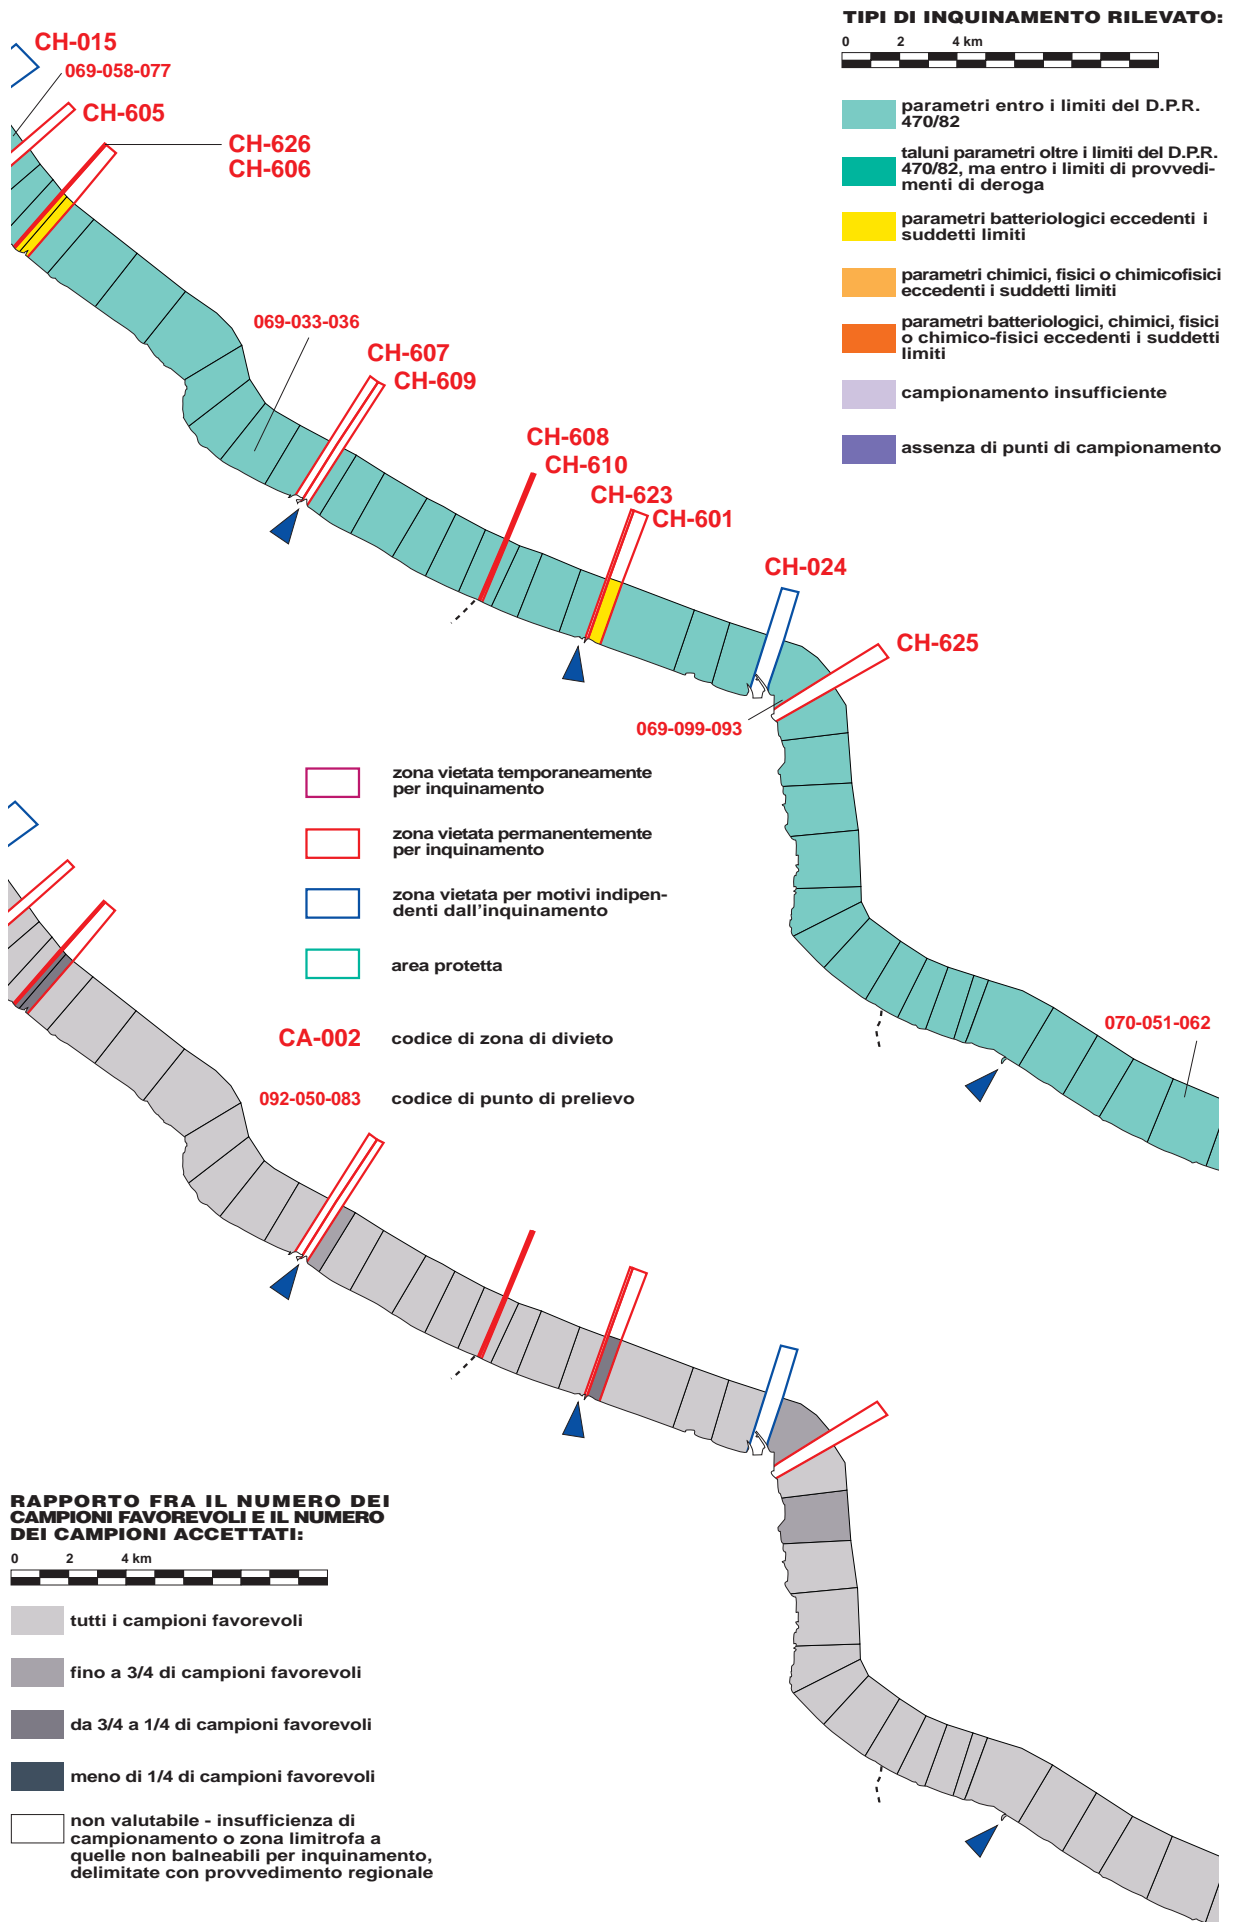 TIPI DI INQUINAMENTO RILEVATO:
0 2 4 km
parametri entro i limiti del D.P.R.
470/82
taluni parametri oltre i limiti del D.P.R.
470/82, ma entro i limiti di provvedi-
menti di deroga
parametri batteriologici eccedenti i
suddetti limiti
parametri chimici, fisici o chimicofisici
eccedenti i suddetti limiti
parametri batteriologici, chimici, fisici
o chimico-fisici eccedenti i suddetti
limiti
campionamento insufficiente
assenza di punti di campionamento
CH-015
069-058-077
CH-605
CH-626
CH-606
069-033-036
CH-607
CH-609
CH-608
CH-610
CH-623
CH-601
CH-024
CH-625
069-099-093
070-051-062
zona vietata temporaneamente
per inquinamento
zona vietata permanentemente
per inquinamento
zona vietata per motivi indipen-
denti dall'inquinamento
area protetta
CA-002 codice di zona di divieto
092-050-083 codice di punto di prelievo
RAPPORTO FRA IL NUMERO DEI
CAMPIONI FAVOREVOLI E IL NUMERO
DEI CAMPIONI ACCETTATI:
0 2 4 km
tutti i campioni favorevoli
fino a 3/4 di campioni favorevoli
da 3/4 a 1/4 di campioni favorevoli
meno di 1/4 di campioni favorevoli
non valutabile - insufficienza di
campionamento o zona limitrofa a
quelle non balneabili per inquinamento,
delimitate con provvedimento regionale